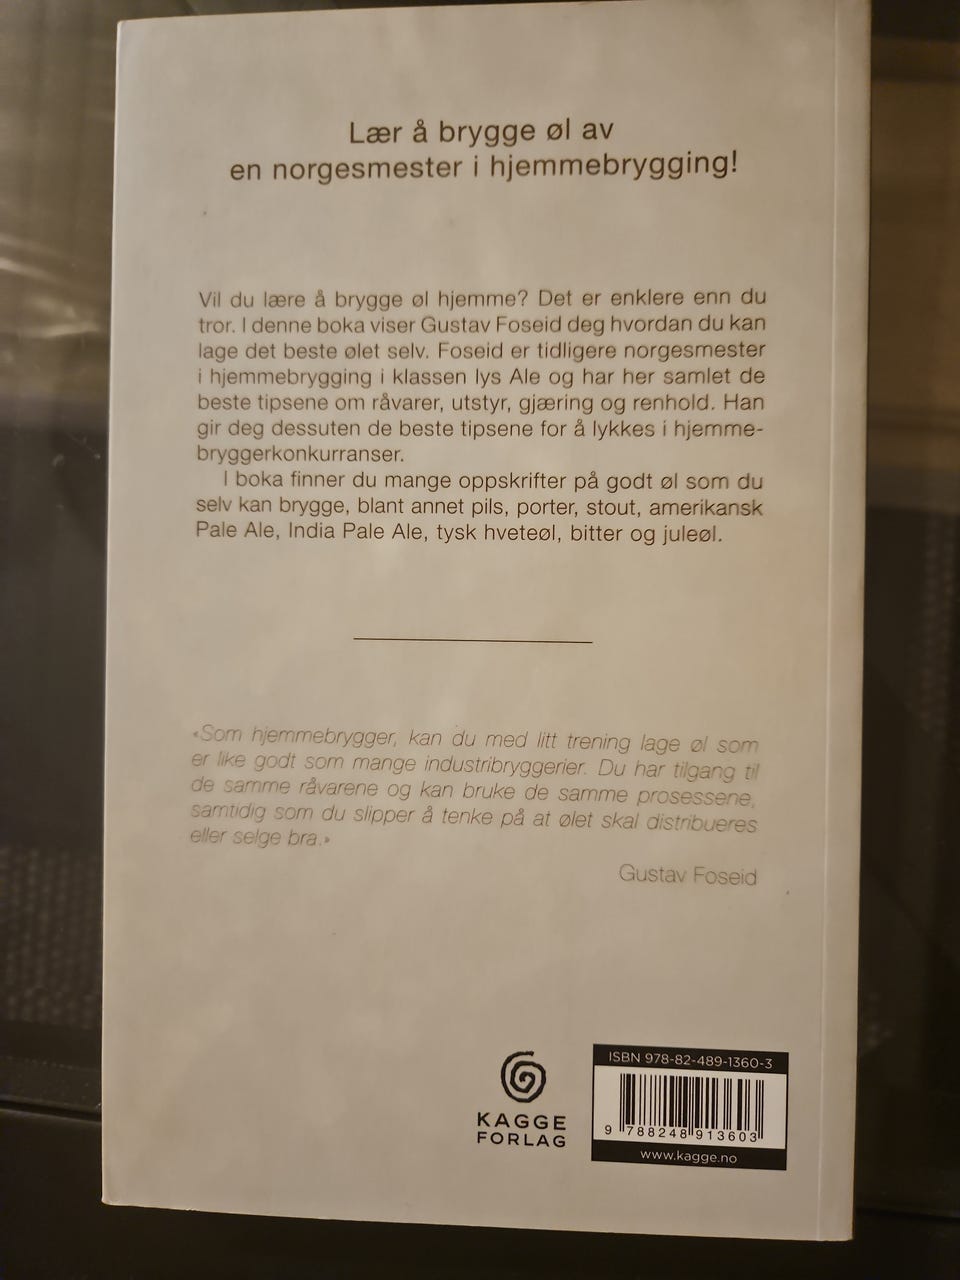 Lær å brygge øl av
en norgesmester i hjemmebrygging!
Vil du lære å brygge øl hjemme? Det er enklere enn du
tror. I denne boka viser Gustav Foseid deg hvordan du kan
lage det beste ølet selv. Foseid er tidligere norgesmester
i hjemmebrygging i klassen lys Ale og har her samlet de
beste tipsene om råvarer, utstyr, gjæring og renhold. Han
gir deg dessuten de beste tipsene for å lykkes i hjemme-
bryggerkonkurranser.
I boka finner du mange oppskrifter på godt øl som du
selv kan brygge, blant annet pils, porter, stout, amerikansk
Pale Ale, India Pale Ale, tysk hveteøl, bitter og juleøl.
«Som hjemmebrygger, kan du med litt trening lage øl som
er like godt som mange industribryggerier. Du har tilgang til
de samme råvarene og kan bruke de samme prosessene,
samtidig som du slipper å tenke på at ølet skal distribueres
eller selge bra.»
Gustav Foseid
KAGGE
FORLAG
ISBN 978-82-489-1360-3
9 788248 913603
www.kagge.no